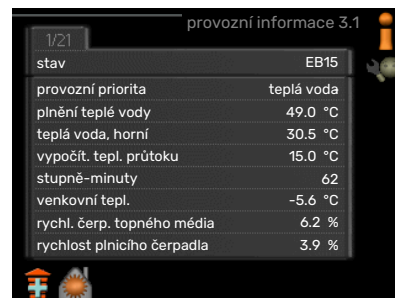 provozní informace 3.1
1/21
stav EB15
provozní priorita teplá voda
plnění teplé vody 49.0 °C
teplá voda, horní 30.5 °C
vypočít. tepl. průtoku 15.0 °C
stupně-minuty 62
venkovní tepl. -5.6 °C
rychl. čerp. topného média 6.2 %
rychlost plnicího čerpadla 3.9 %